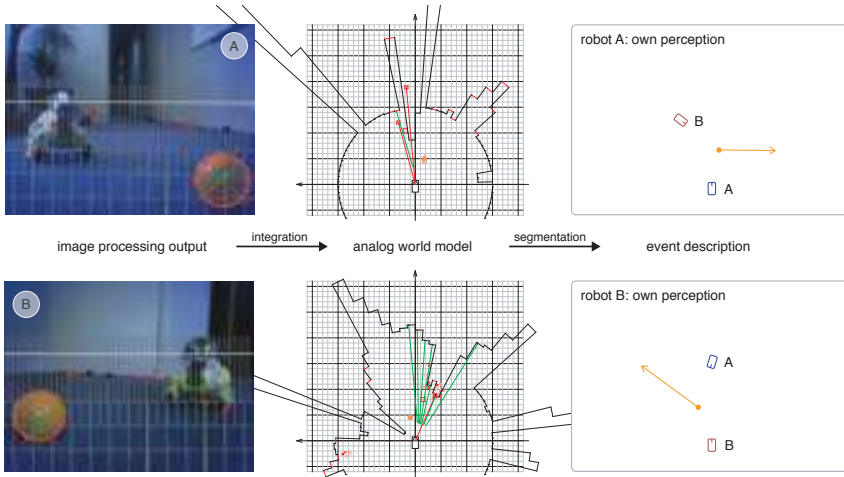 A
robot A: own perception
B
A
image processing output
integration
analog world model
segmentation
event description
B
robot B: own perception
A
B